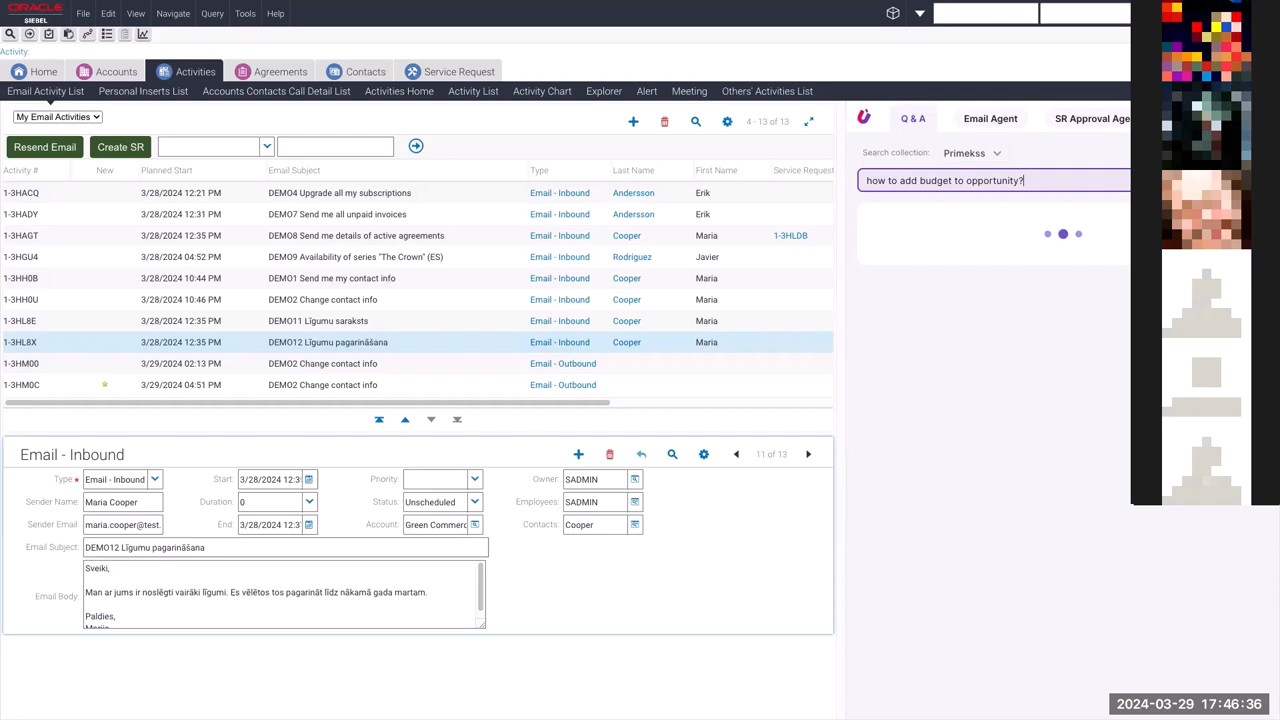 ORACLE
SIEBEL
File Edit View Navigate Query Tools Help
Activity:
Home Accounts Activities Agreements Contacts Service Request
Email Activity List Personal Inserts List Accounts Contacts Call Detail List Activities Home Activity List Activity Chart Explorer Alert Meeting Others' Activities List
My Email Activities
4 - 13 of 13
Resend Email Create SR
Activity # New Planned Start Email Subject Type Last Name First Name Service Request
1-3HACQ 3/28/2024 12:21 PM DEMO4 Upgrade all my subscriptions Email - Inbound Andersson Erik
1-3HADY 3/28/2024 12:31 PM DEMO7 Send me all unpaid invoices Email - Inbound Andersson Erik
1-3HAGT 3/28/2024 12:35 PM DEMO8 Send me details of active agreements Email - Inbound Cooper Maria 1-3HLDB
1-3HGU4 3/28/2024 04:52 PM DEMO9 Availability of series "The Crown" (ES) Email - Inbound Rodríguez Javier
1-3HH0B 3/28/2024 10:44 PM DEMO1 Send me my contact info Email - Inbound Cooper Maria
1-3HH0U 3/28/2024 10:46 PM DEMO2 Change contact info Email - Inbound Cooper Maria
1-3HL8E 3/28/2024 12:35 PM DEMO11 Līgumu saraksts Email - Inbound Cooper Maria
1-3HL8X 3/28/2024 12:35 PM DEMO12 Līgumu pagarināšana Email - Inbound Cooper Maria
1-3HM00 3/29/2024 02:13 PM DEMO2 Change contact info Email - Outbound
1-3HM0C 3/29/2024 04:51 PM DEMO2 Change contact info Email - Outbound
Email - Inbound
11 of 13
Type Email - Inbound Start: 3/28/2024 12:3 Priority: Owner: SADMIN
Sender Name: Maria Cooper Duration: 0 Status: Unscheduled Employees: SADMIN
Sender Email: maria.cooper@test. End: 3/28/2024 12:3 Account: Green Commerc Contacts: Cooper
Email Subject: DEMO12 Līgumu pagarināšana
Email Body:
Sveiki,
Man ar jums ir noslēgti vairāki līgumi. Es vēlētos tos pagarināt līdz nākamā gada martam.
Paldies,
Q & A Email Agent SR Approval Age
Search collection: Primekss
how to add budget to opportunity?
2024-03-29 17:46:36